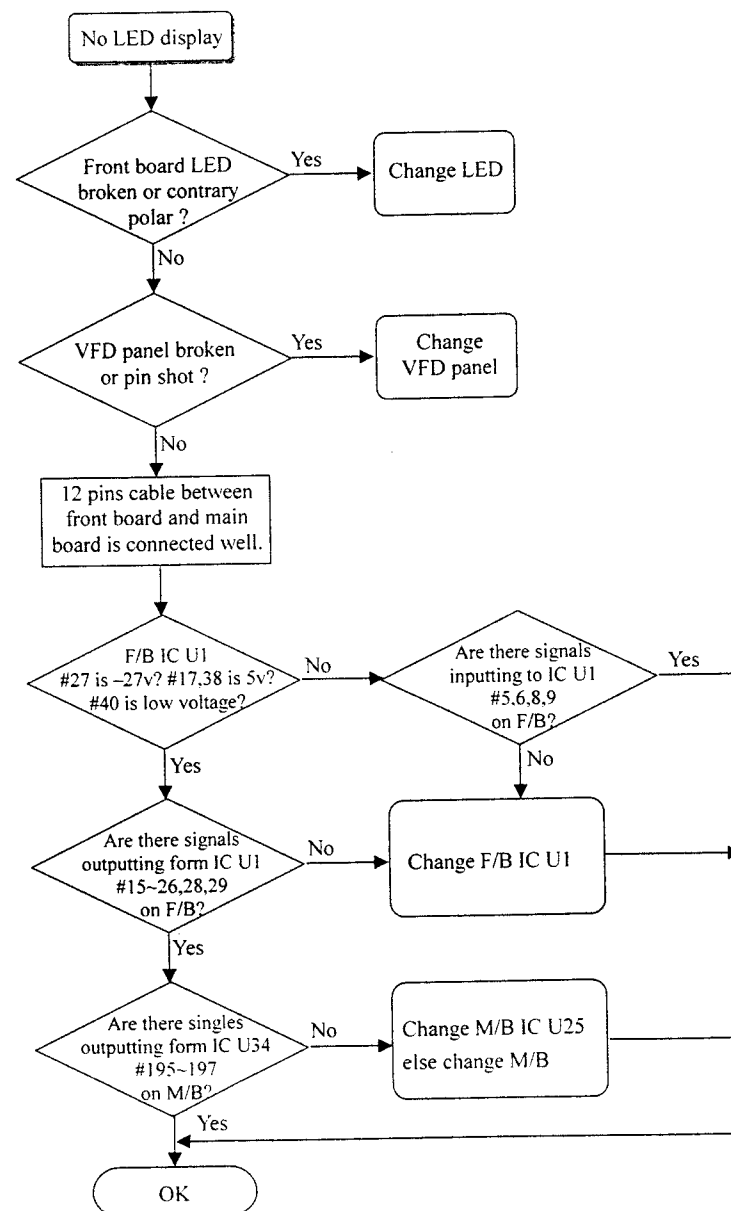 No LED display
Front board LED
broken or contrary
polar ?
Yes
Change LED
No
VFD panel broken
or pin shot ?
Yes
Change
VFD panel
No
12 pins cable between
front board and main
board is connected well.
F/B IC U1
#27 is –27v? #17,38 is 5v?
#40 is low voltage?
No
Are there signals
inputting to IC U1
#5,6,8,9
on F/B?
Yes
No
Yes
Are there signals
outputting form IC U1
#15~26,28,29
on F/B?
No
Change F/B IC U1
Yes
Are there singles
outputting form IC U34
#195~197
on M/B?
No
Change M/B IC U25
else change M/B
Yes
OK